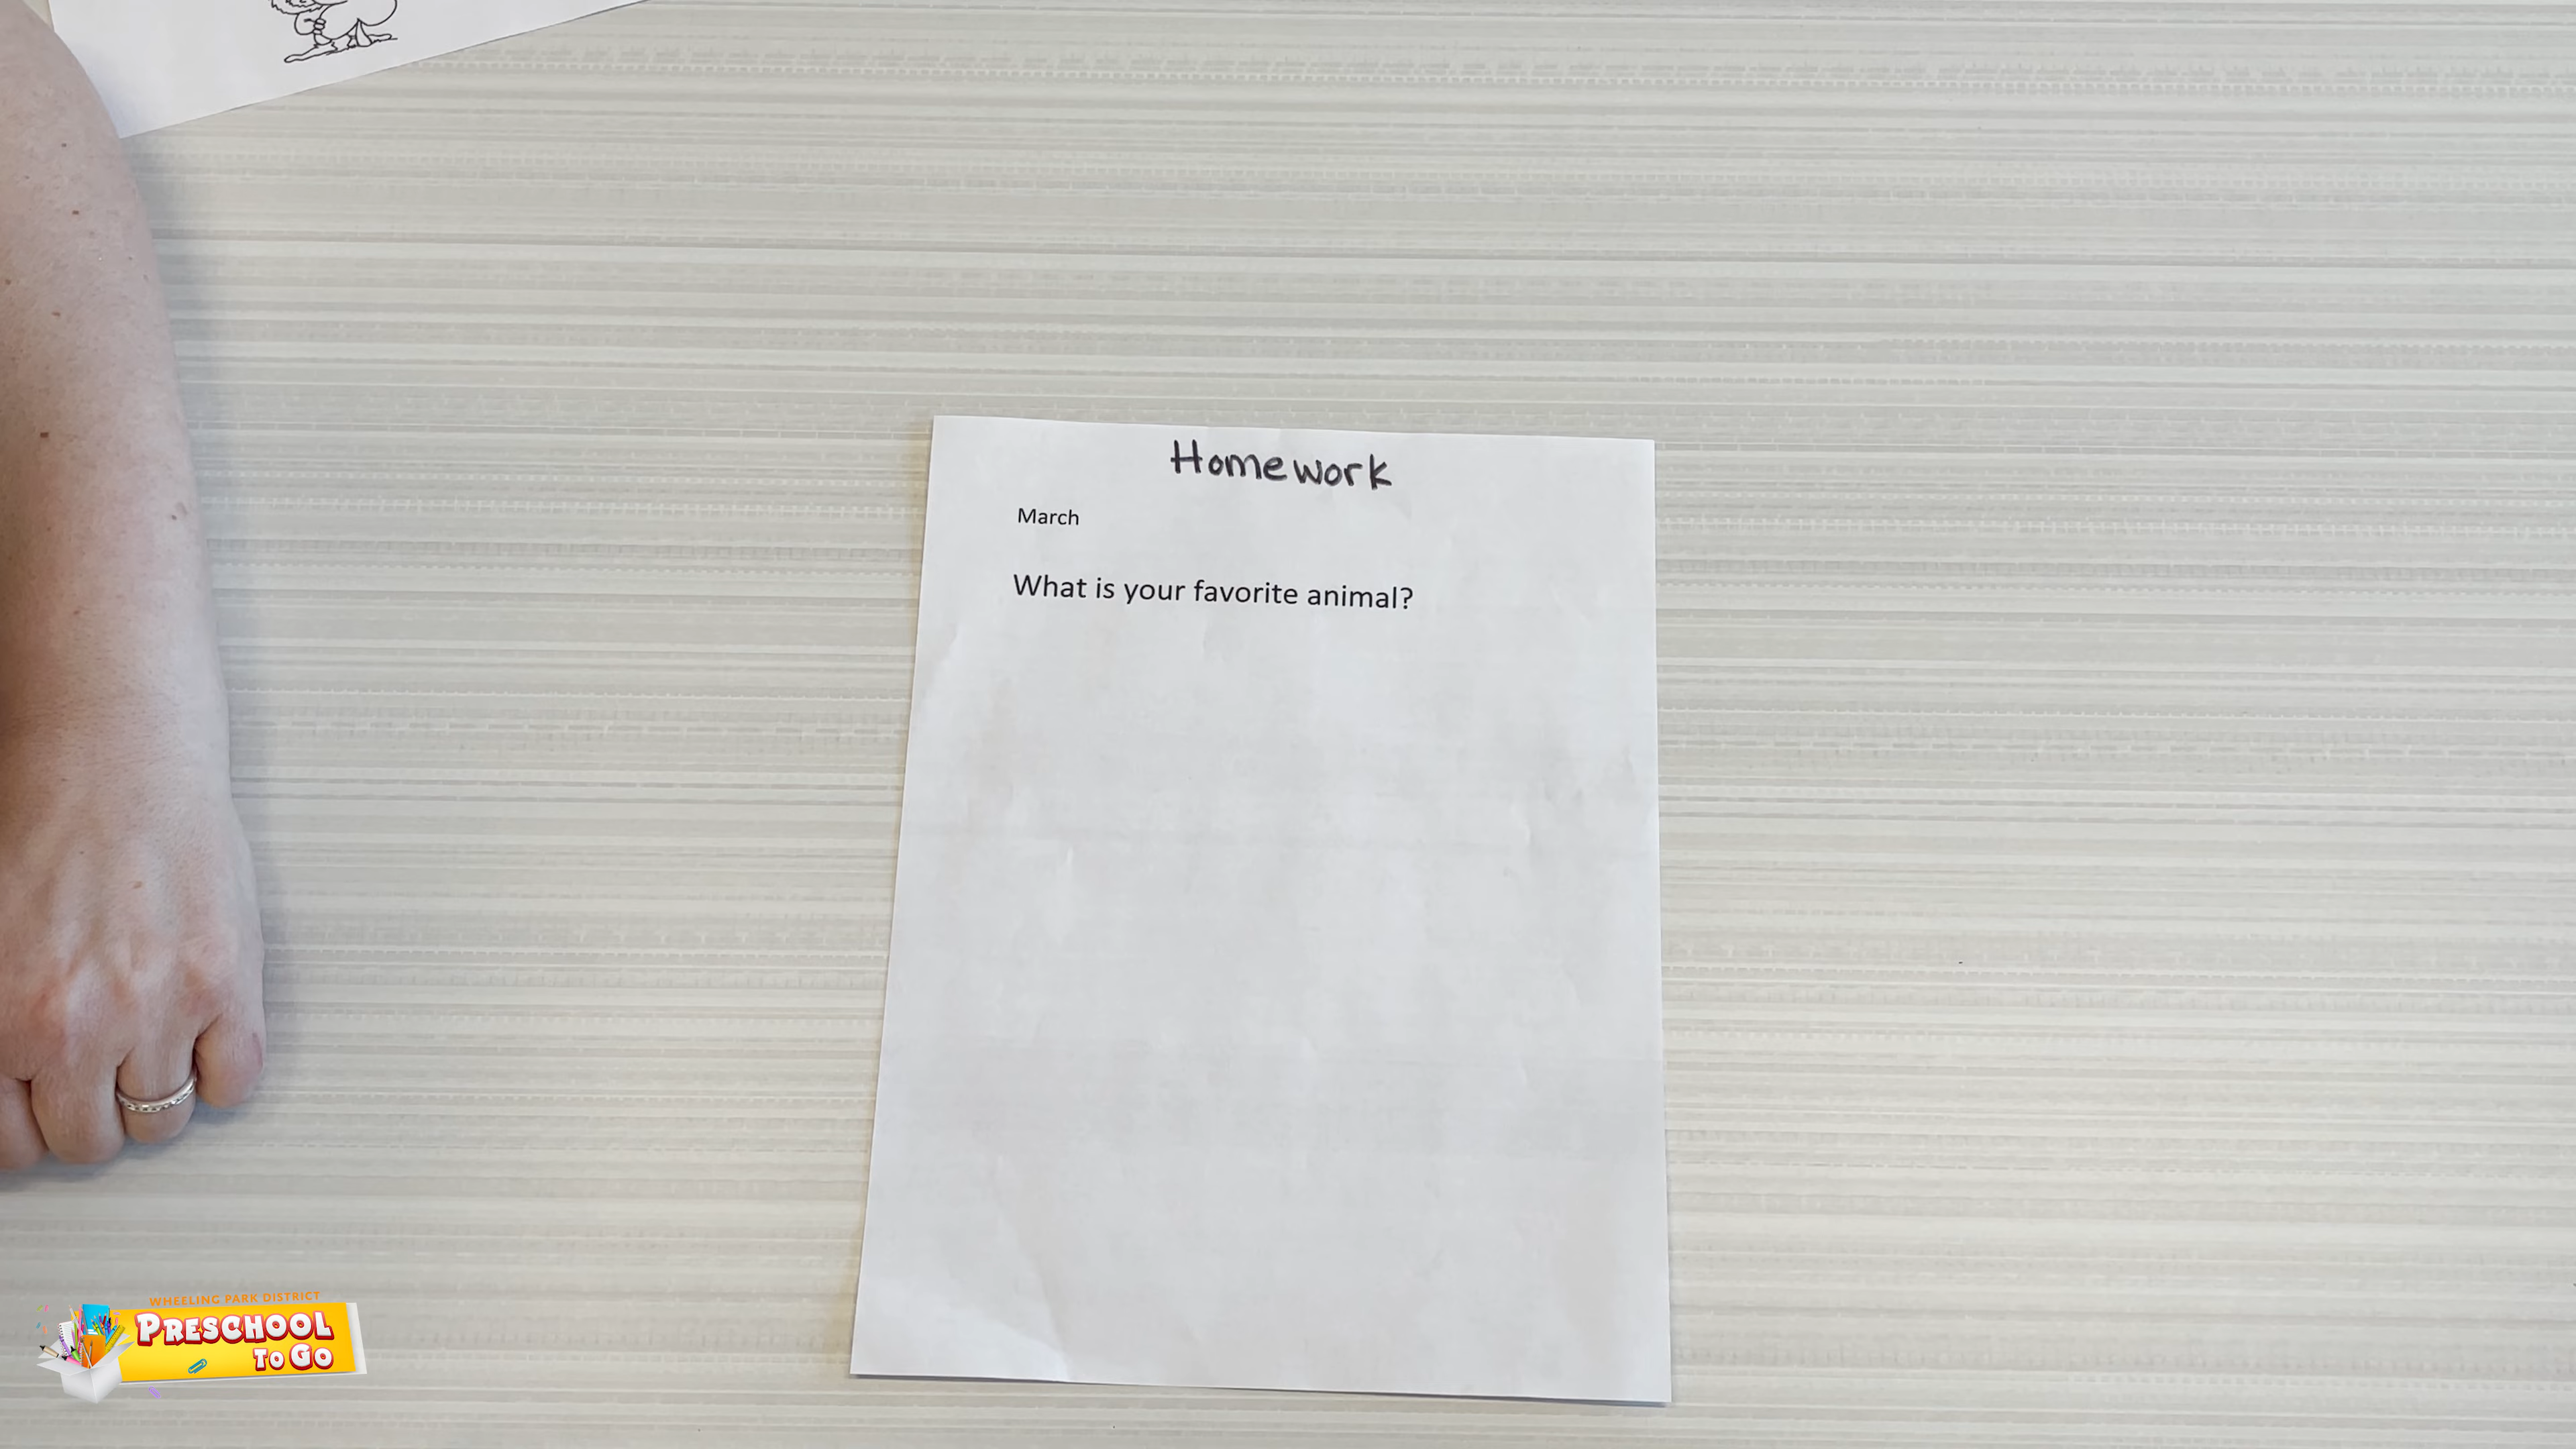 Homework
March
What is your favorite animal?
WHEELING PARK DISTRICT
PRESCHOOL
TO GO